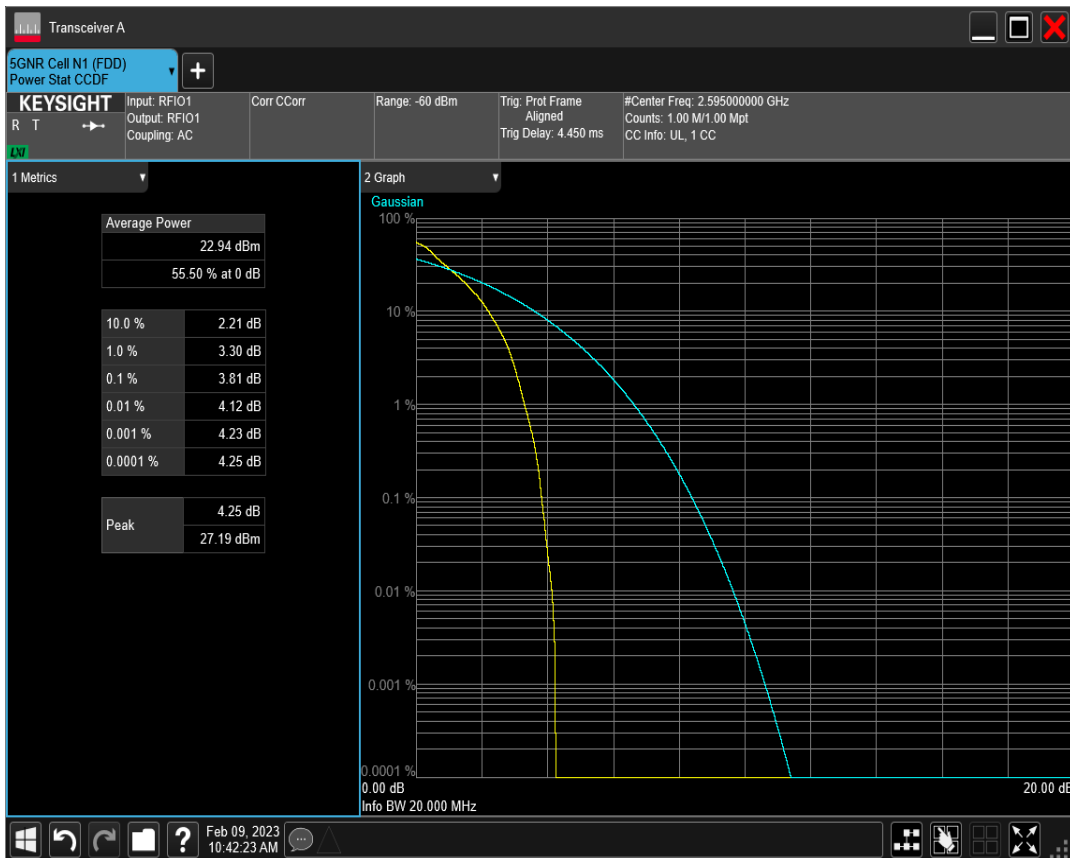 Transceiver A
5GNR Cell N1 (FDD)
Power Stat CCDF
KEYSIGHT
R T
LXI
Input: RFIO1
Output: RFIO1
Coupling: AC
Corr CCorr
Range: -60 dBm
Trig: Prot Frame
Aligned
Trig Delay: 4.450 ms
#Center Freq: 2.595000000 GHz
Counts: 1.00 M/1.00 Mpt
CC Info: UL, 1 CC
1 Metrics
Average Power
22.94 dBm
55.50 % at 0 dB
10.0 % 2.21 dB
1.0 % 3.30 dB
0.1 % 3.81 dB
0.01 % 4.12 dB
0.001 % 4.23 dB
0.0001 % 4.25 dB
Peak 4.25 dB
27.19 dBm
2 Graph
Gaussian
100 %
10 %
1 %
0.1 %
0.01 %
0.001 %
0.0001 %
0.00 dB 20.00 dB
Info BW 20.000 MHz
?
Feb 09, 2023
10:42:23 AM